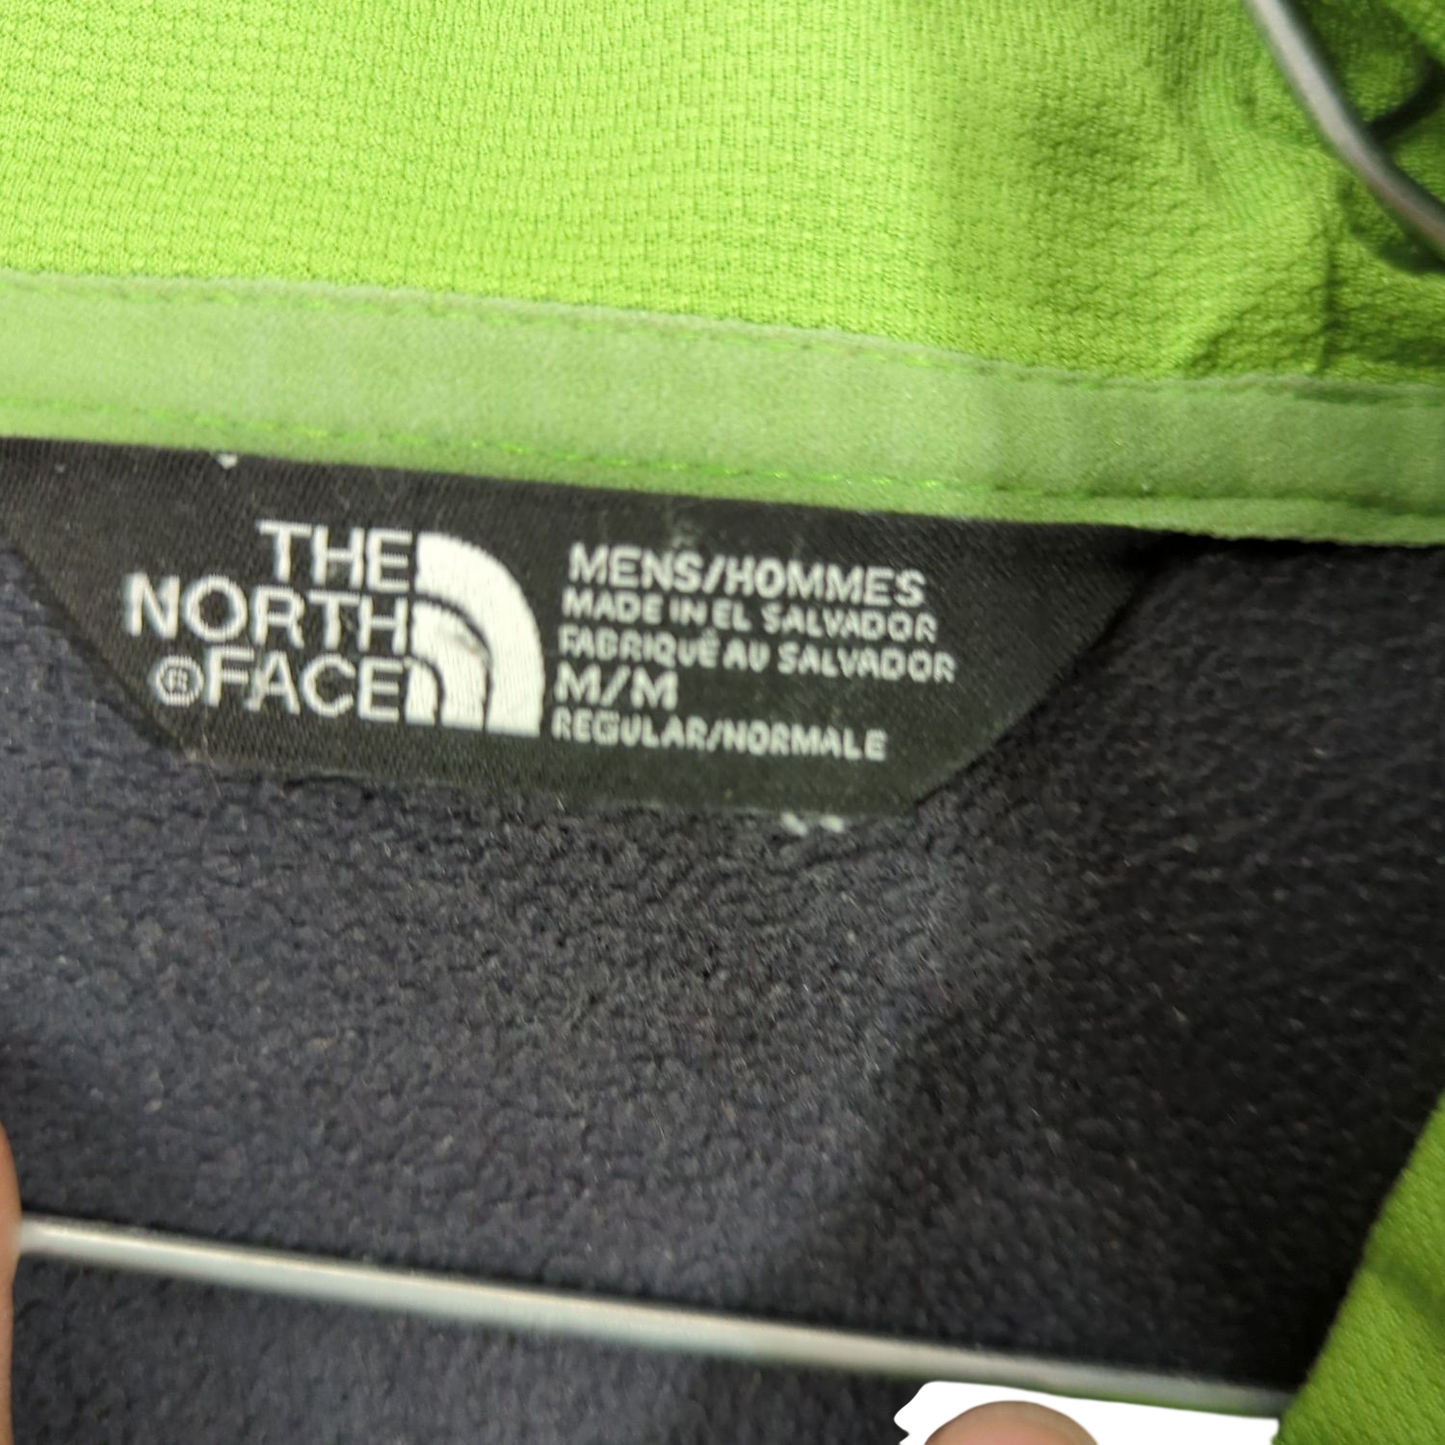 THE
NORTH
®FACE
MENS/HOMMES
MADE IN EL SALVADOR
FABRIQUÉ AU SALVADOR
M/M
REGULAR/NORMALE